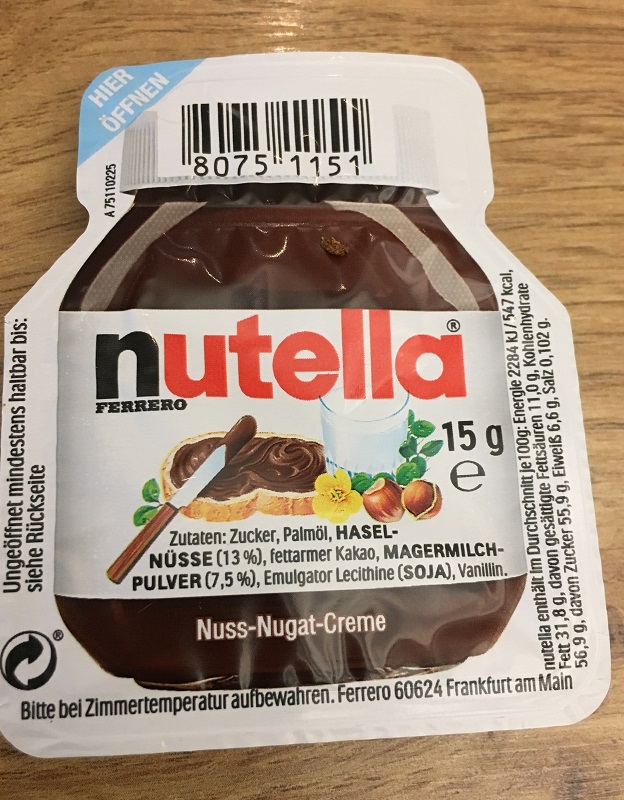 HIER
ÖFFNEN
8075 1151
A 75110225
nutella®
FERRERO
15 g
e
Zutaten: Zucker, Palmöl, HASEL-
NÜSSE (13 %), fettarmer Kakao, MAGERMILCH-
PULVER (7,5 %), Emulgator Lecithine (SOJA), Vanillin.
Nuss-Nugat-Creme
Ungeöffnet mindestens haltbar bis:
siehe Rückseite
®
Bitte bei Zimmertemperatur aufbewahren. Ferrero 60624 Frankfurt am Main
nutella enthält im Durchschnitt je 100g: Energie 2284 kJ / 547 kcal,
Fett 31,8 g, davon gesättigte Fettsäuren 11,0 g, Kohlenhydrate
56,9 g, davon Zucker 55,9 g, Eiweiß 6,6 g, Salz 0,102 g.